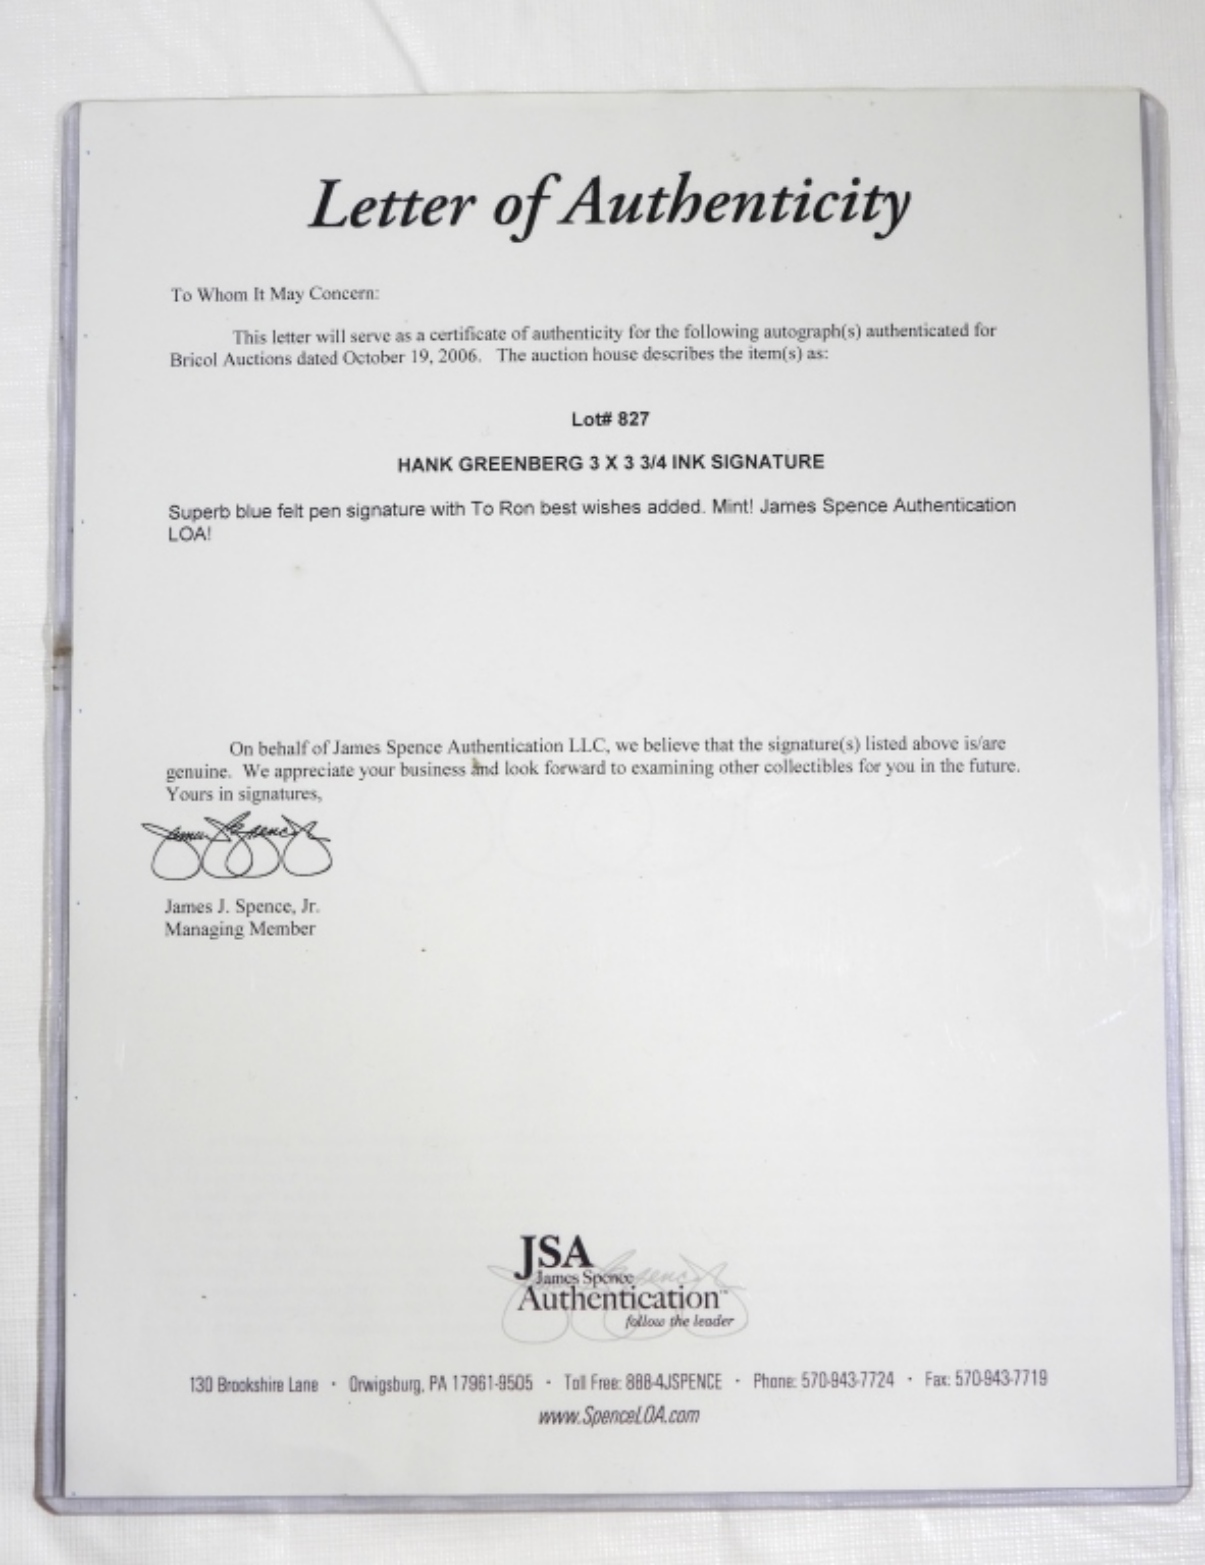 Letter of Authenticity
To Whom It May Concern:
This letter will serve as a certificate of authenticity for the following autograph(s) authenticated for
Bricol Auctions dated October 19, 2006. The auction house describes the item(s) as:
Lot# 827
HANK GREENBERG 3 X 3 3/4 INK SIGNATURE
Superb blue felt pen signature with To Ron best wishes added. Mint! James Spence Authentication
LOA!
On behalf of James Spence Authentication LLC, we believe that the signature(s) listed above is/are
genuine. We appreciate your business and look forward to examining other collectibles for you in the future.
Yours in signatures,
James J. Spence, Jr.
James J. Spence, Jr.
Managing Member
JSA
James Spence
Authentication™
follow the leader
130 Brookshire Lane · Orwigsburg, PA 17961-9505 · Toll Free: 888-4JSPENCE · Phone: 570-943-7724 · Fax: 570-943-7719
www.SpenceLOA.com